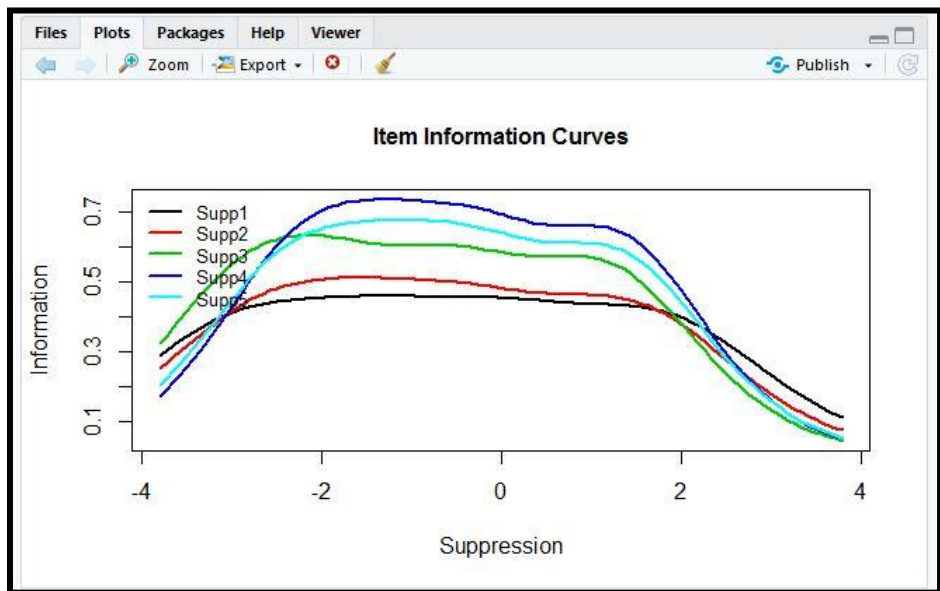 Files Plots Packages Help Viewer
Zoom Export Publish
Item Information Curves
0.7
0.5
0.3
0.1
Information
Supp1
Supp2
Supp3
Supp4
-4 -2 0 2 4
Suppression